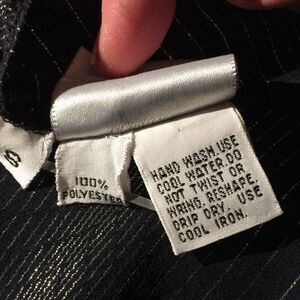 100%
POLYESTER
HAND WASH USE
COOL WATER DO
NOT TWIST OR
WRING. RESHAPE.
DRIP DRY. USE
COOL IRON.